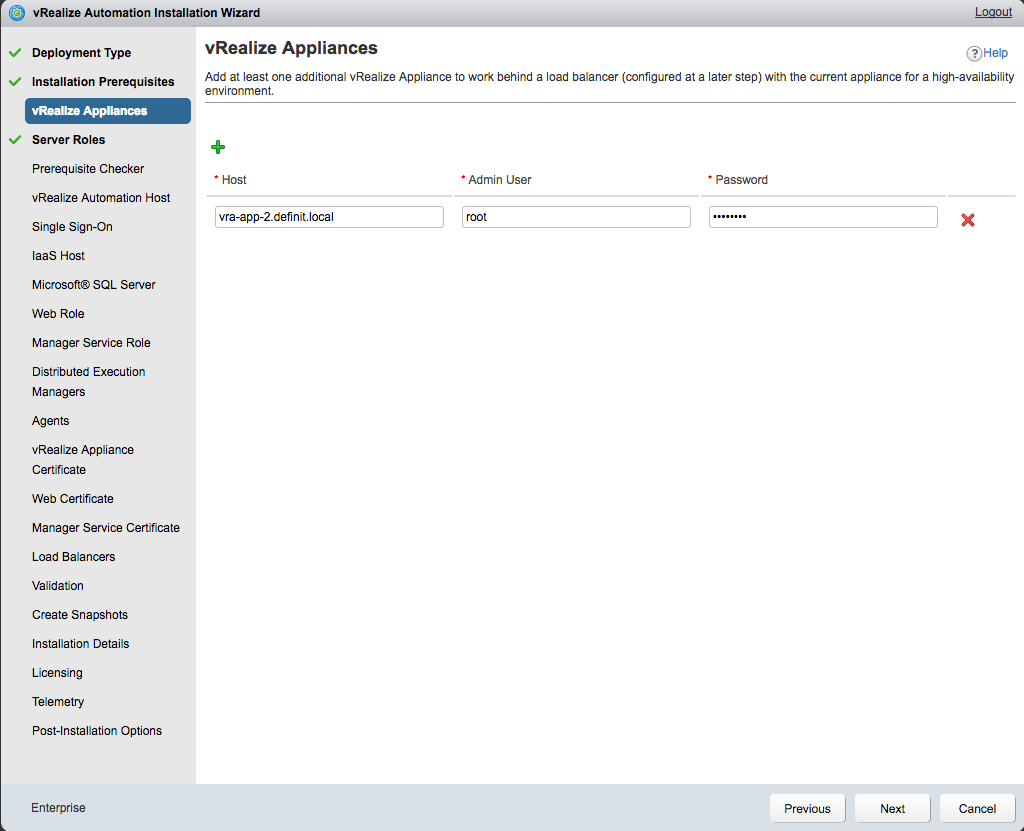 vRealize Automation Installation Wizard
Logout
Deployment Type
Installation Prerequisites
vRealize Appliances
Server Roles
Prerequisite Checker
vRealize Automation Host
Single Sign-On
IaaS Host
Microsoft® SQL Server
Web Role
Manager Service Role
Distributed Execution
Managers
Agents
vRealize Appliance
Certificate
Web Certificate
Manager Service Certificate
Load Balancers
Validation
Create Snapshots
Installation Details
Licensing
Telemetry
Post-Installation Options
vRealize Appliances
? Help
Add at least one additional vRealize Appliance to work behind a load balancer (configured at a later step) with the current appliance for a high-availability
environment.
* Host * Admin User * Password
vra-app-2.definit.local root ••••••••
Enterprise
Previous Next Cancel